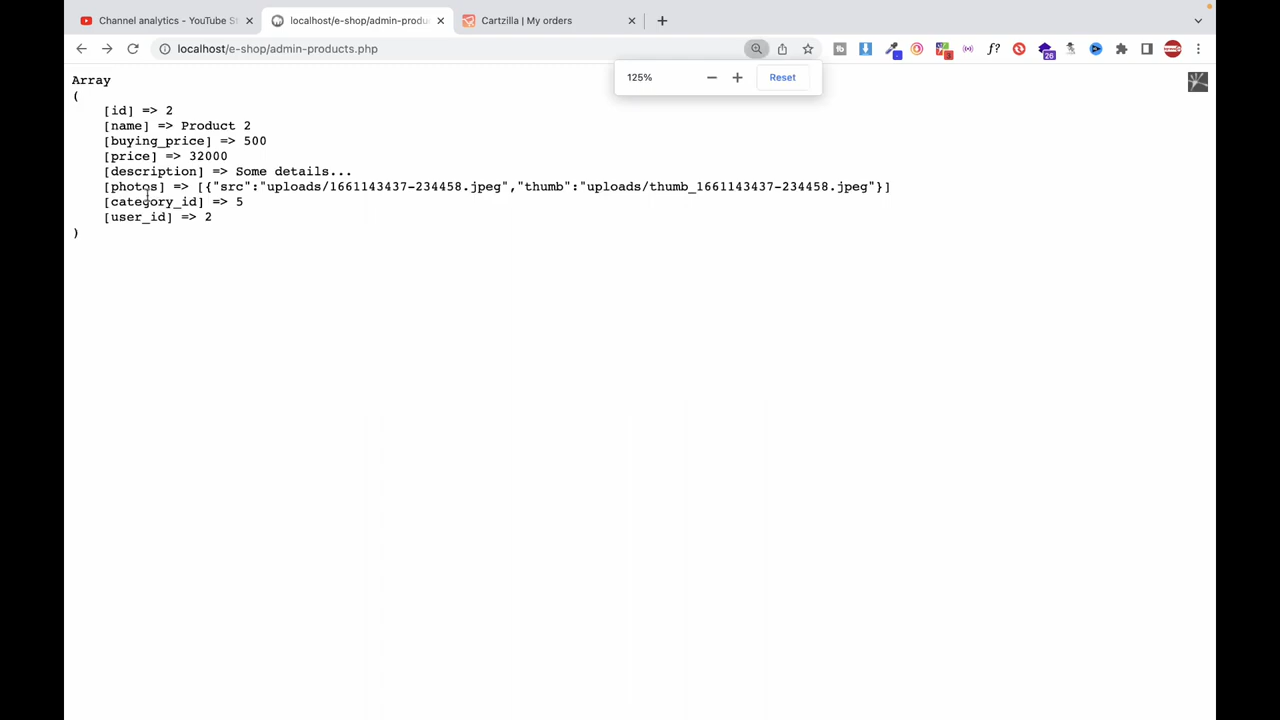 Channel analytics - YouTube S
localhost/e-shop/admin-produc
Cartzilla | My orders
localhost/e-shop/admin-products.php
f?
26
125%
Reset
Array
(
[id] => 2
[name] => Product 2
[buying_price] => 500
[price] => 32000
[description] => Some details...
[photos] => [{"src":"uploads/1661143437-234458.jpeg","thumb":"uploads/thumb_1661143437-234458.jpeg"}]
[category_id] => 5
[user_id] => 2
)